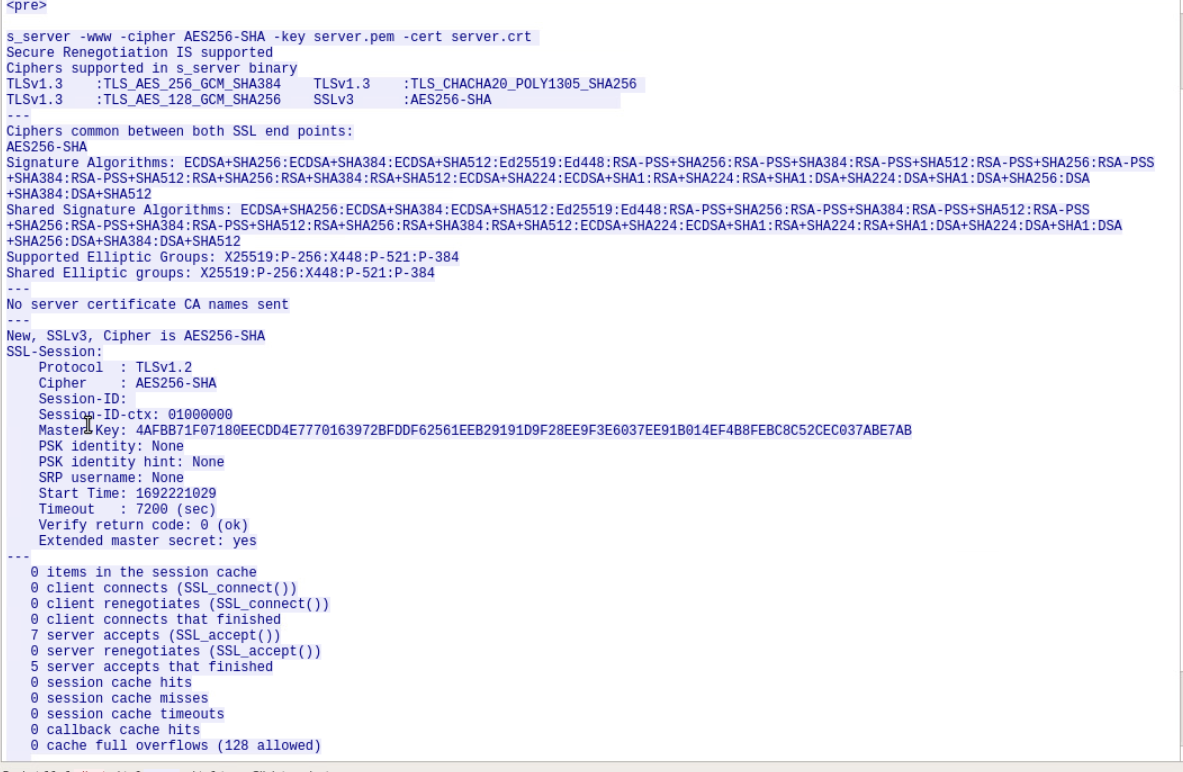 <pre>
s_server -www -cipher AES256-SHA -key server.pem -cert server.crt
Secure Renegotiation IS supported
Ciphers supported in s_server binary
TLSv1.3    :TLS_AES_256_GCM_SHA384    TLSv1.3    :TLS_CHACHA20_POLY1305_SHA256
TLSv1.3    :TLS_AES_128_GCM_SHA256    SSLv3      :AES256-SHA
---
Ciphers common between both SSL end points:
AES256-SHA
Signature Algorithms: ECDSA+SHA256:ECDSA+SHA384:ECDSA+SHA512:Ed25519:Ed448:RSA-PSS+SHA256:RSA-PSS+SHA384:RSA-PSS+SHA512:RSA-PSS+SHA256:RSA-PSS
+SHA384:RSA-PSS+SHA512:RSA+SHA256:RSA+SHA384:RSA+SHA512:ECDSA+SHA224:ECDSA+SHA1:RSA+SHA224:RSA+SHA1:DSA+SHA224:DSA+SHA1:DSA+SHA256:DSA
+SHA384:DSA+SHA512
Shared Signature Algorithms: ECDSA+SHA256:ECDSA+SHA384:ECDSA+SHA512:Ed25519:Ed448:RSA-PSS+SHA256:RSA-PSS+SHA384:RSA-PSS+SHA512:RSA-PSS
+SHA256:RSA-PSS+SHA384:RSA-PSS+SHA512:RSA+SHA256:RSA+SHA384:RSA+SHA512:ECDSA+SHA224:ECDSA+SHA1:RSA+SHA224:RSA+SHA1:DSA+SHA224:DSA+SHA1:DSA
+SHA256:DSA+SHA384:DSA+SHA512
Supported Elliptic Groups: X25519:P-256:X448:P-521:P-384
Shared Elliptic groups: X25519:P-256:X448:P-521:P-384
---
No server certificate CA names sent
---
New, SSLv3, Cipher is AES256-SHA
SSL-Session:
    Protocol  : TLSv1.2
    Cipher    : AES256-SHA
    Session-ID:
    Session-ID-ctx: 01000000
    Master-Key: 4AFBB71F07180EECDD4E7770163972BFDDF62561EEB29191D9F28EE9F3E6037EE91B014EF4B8FEBC8C52CEC037ABE7AB
    PSK identity: None
    PSK identity hint: None
    SRP username: None
    Start Time: 1692221029
    Timeout   : 7200 (sec)
    Verify return code: 0 (ok)
    Extended master secret: yes
---
   0 items in the session cache
   0 client connects (SSL_connect())
   0 client renegotiates (SSL_connect())
   0 client connects that finished
   7 server accepts (SSL_accept())
   0 server renegotiates (SSL_accept())
   5 server accepts that finished
   0 session cache hits
   0 session cache misses
   0 session cache timeouts
   0 callback cache hits
   0 cache full overflows (128 allowed)